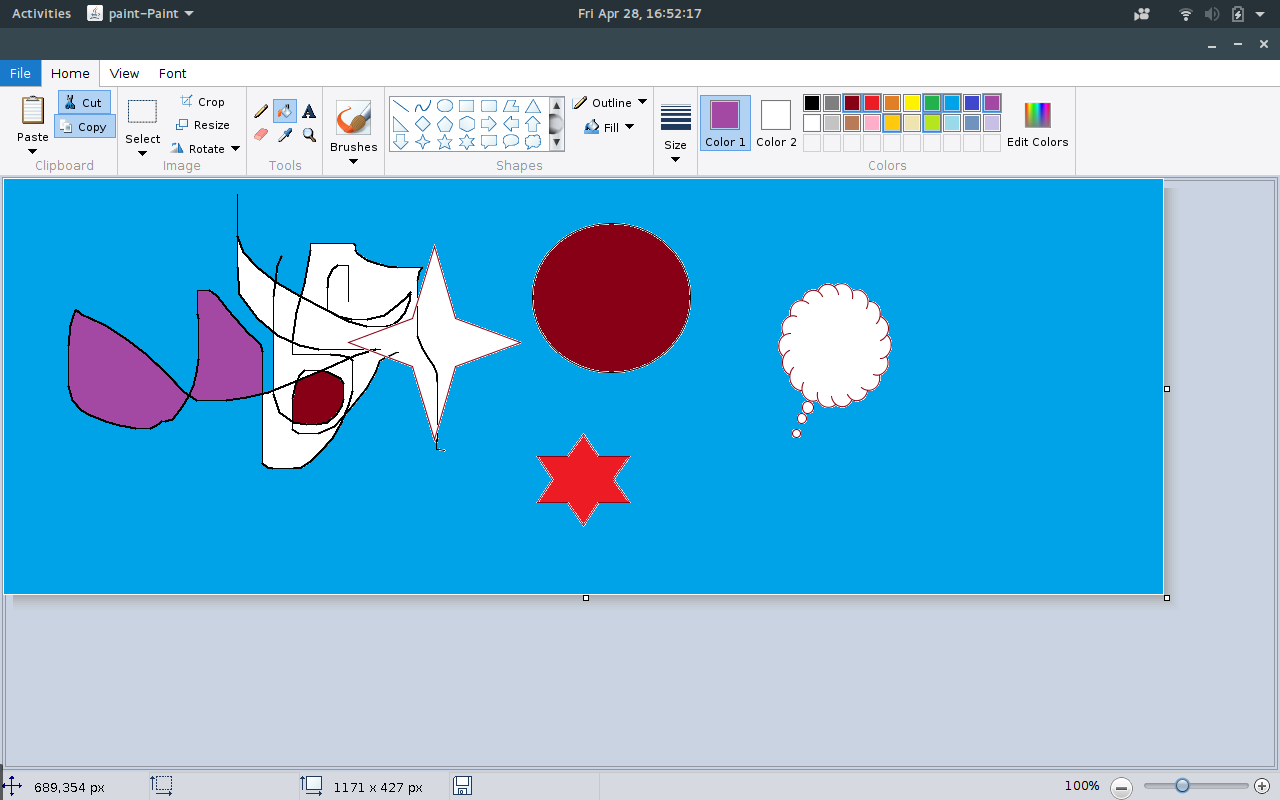 Activities paint-Paint Fri Apr 28, 16:52:17
File Home View Font
Paste Cut Copy
Clipboard
Select Crop Resize Rotate
Image
Tools
Brushes
Outline Fill
Shapes
Size
Color 1 Color 2 Edit Colors
Colors
689,354 px 1171 x 427 px 100%